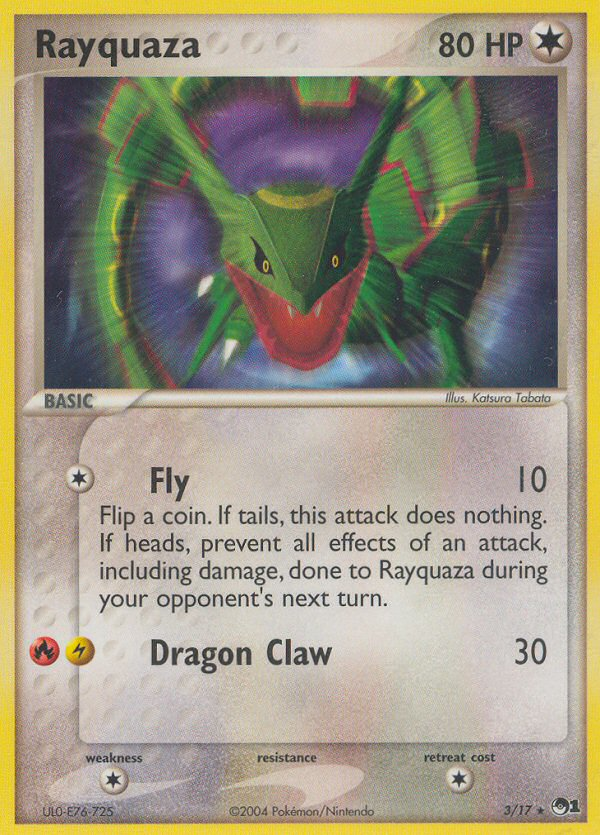 Rayquaza 80 HP
BASIC
Illus. Katsura Tabata
Fly 10
Flip a coin. If tails, this attack does nothing.
If heads, prevent all effects of an attack,
including damage, done to Rayquaza during
your opponent's next turn.
Dragon Claw 30
weakness resistance retreat cost
UL0-E76-725 ©2004 Pokémon/Nintendo 3/17 ★ 1